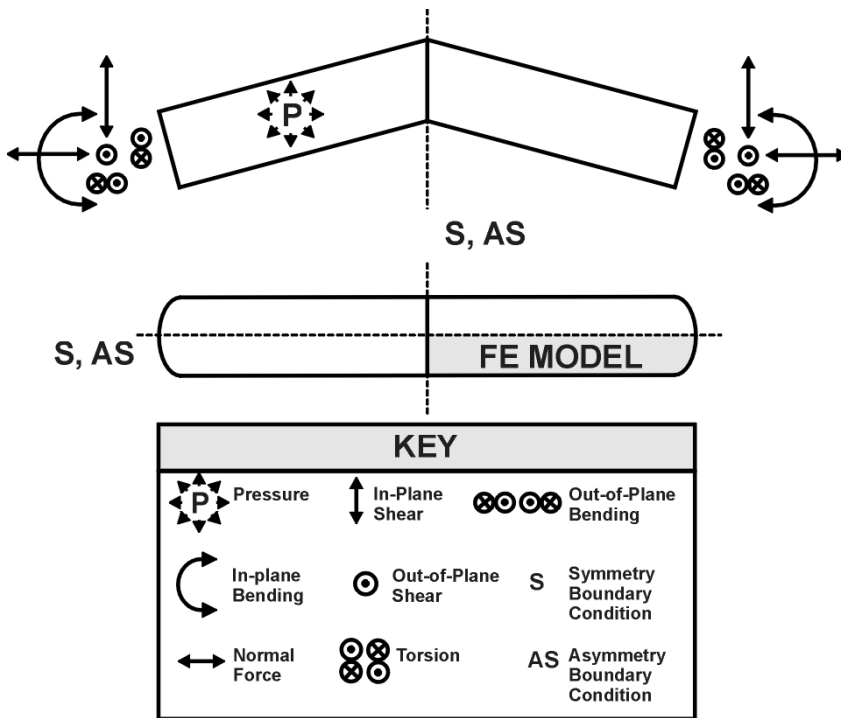 P
S, AS
S, AS
FE MODEL
KEY
P
Pressure
In-Plane
Shear
Out-of-Plane
Bending
In-plane
Bending
Out-of-Plane
Shear
S
Symmetry
Boundary
Condition
Normal
Force
Torsion
AS
Asymmetry
Boundary
Condition